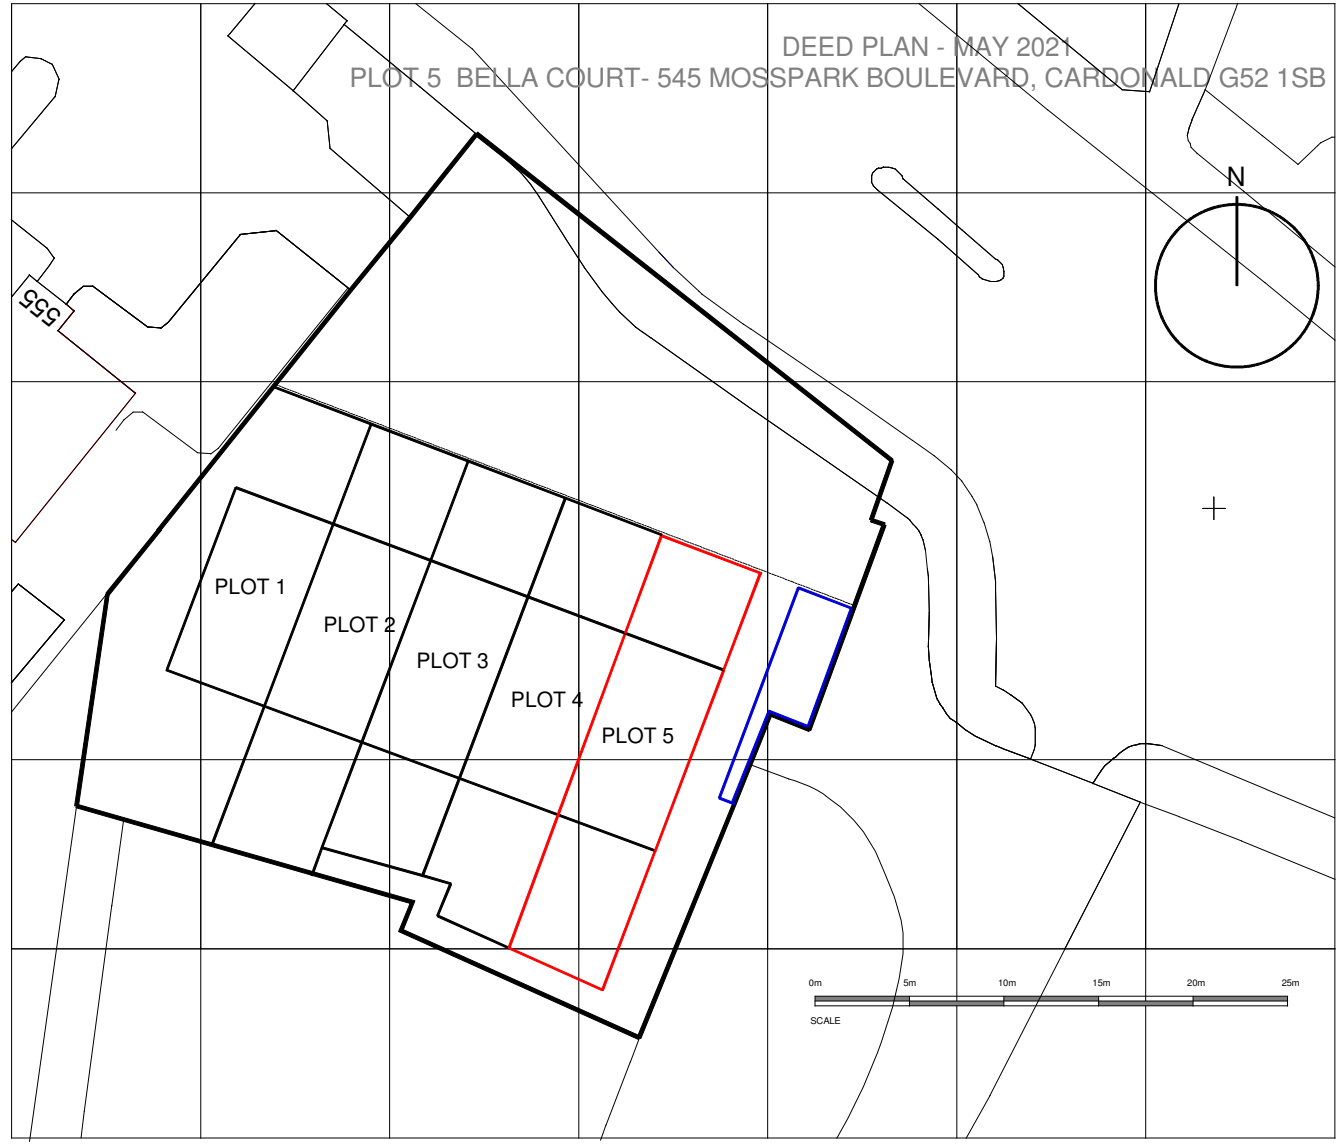 DEED PLAN - MAY 2021
PLOT 5 BELLA COURT- 545 MOSSPARK BOULEVARD, CARDONALD G52 1SB
N
555
PLOT 1
PLOT 2
PLOT 3
PLOT 4
PLOT 5
0m 5m 10m 15m 20m 25m
SCALE